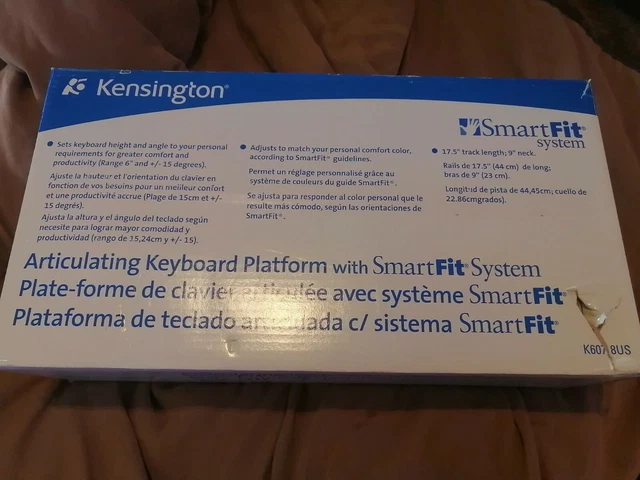 Kensington®
SmartFit®
system
• Sets keyboard height and angle to your personal
requirements for greater comfort and
productivity (Range 6" and +/- 15 degrees).
Ajuste la hauteur et l'orientation du clavier en
fonction de vos besoins pour un meilleur confort
et une productivité accrue (Plage de 15cm et +/-
15 degrés).
Ajusta la altura y el ángulo del teclado según
necesite para lograr mayor comodidad y
productividad (rango de 15,24cm y +/- 15).
• Adjusts to match your personal comfort color,
according to SmartFit® guidelines.
Permet un réglage personnalisé grâce au
système de couleurs du guide SmartFit®.
Se ajusta para responder al color personal que le
resulte más cómodo, según las orientaciones de
SmartFit®.
• 17.5" track length; 9" neck.
Rails de 17.5" (44 cm) de long;
bras de 9" (23 cm).
Longitud de pista de 44,45cm; cuello de
22.86cmgrados).
Articulating Keyboard Platform with SmartFit® System
Plate-forme de clavier articulée avec système SmartFit®
Plataforma de teclado articulada c/ sistema SmartFit®